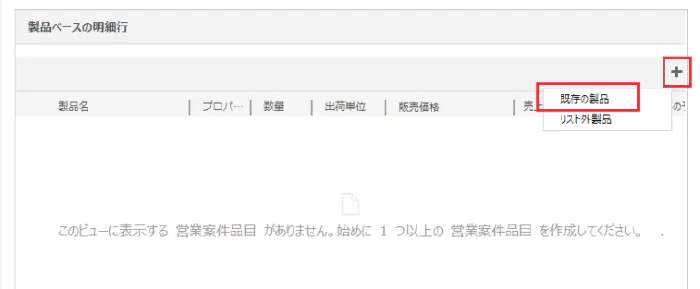 製品ベースの明細行
+
既存の製品
製品名 プロパ… 数量 出荷単位 販売価格
リスト外製品
このビューに表示する 営業案件品目 がありません。始めに 1 つ以上の 営業案件品目 を作成してください。 .